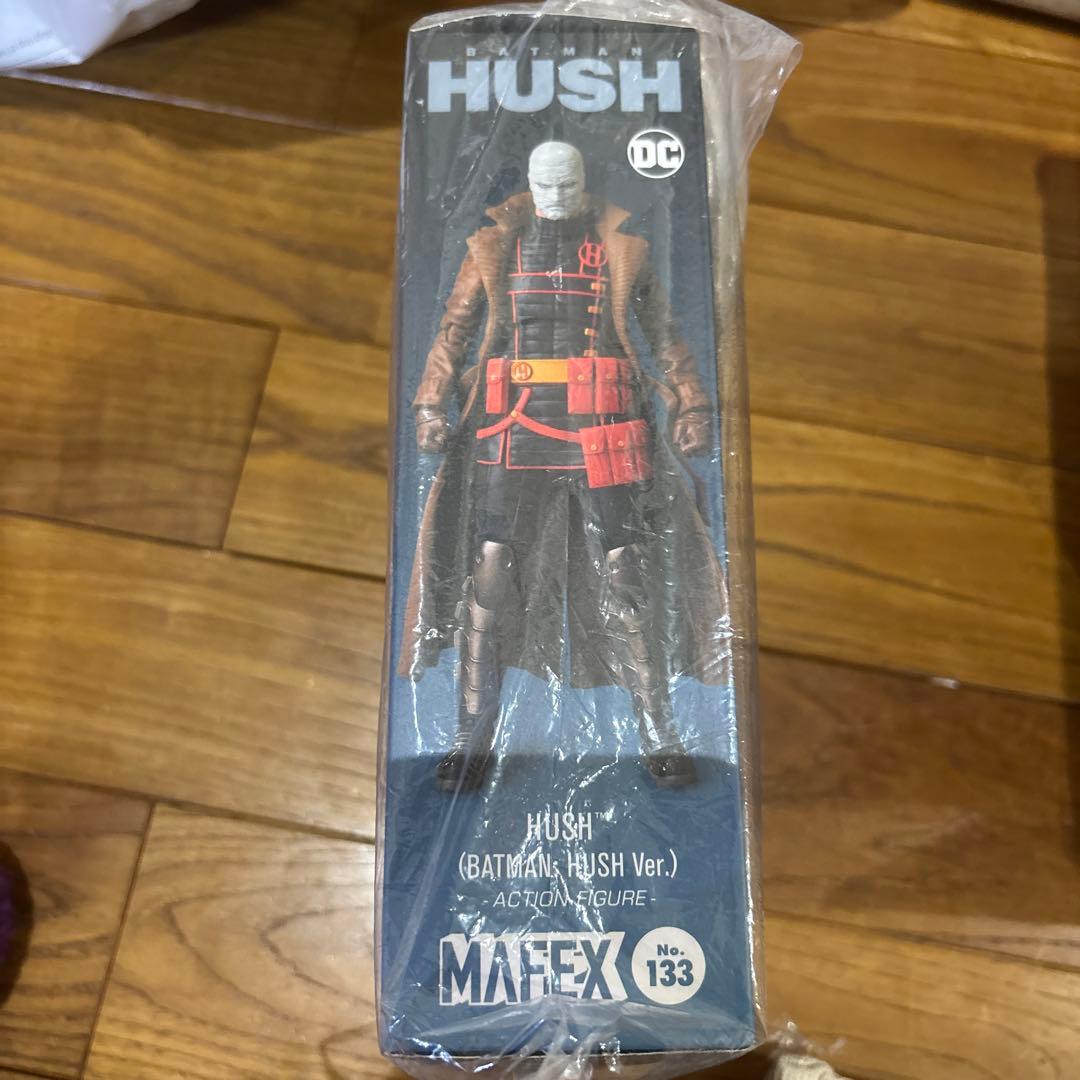 BATMAN
HUSH
DC
H
H
HUSH™
(BATMAN: HUSH Ver.)
- ACTION FIGURE -
MAFEX
No.
133